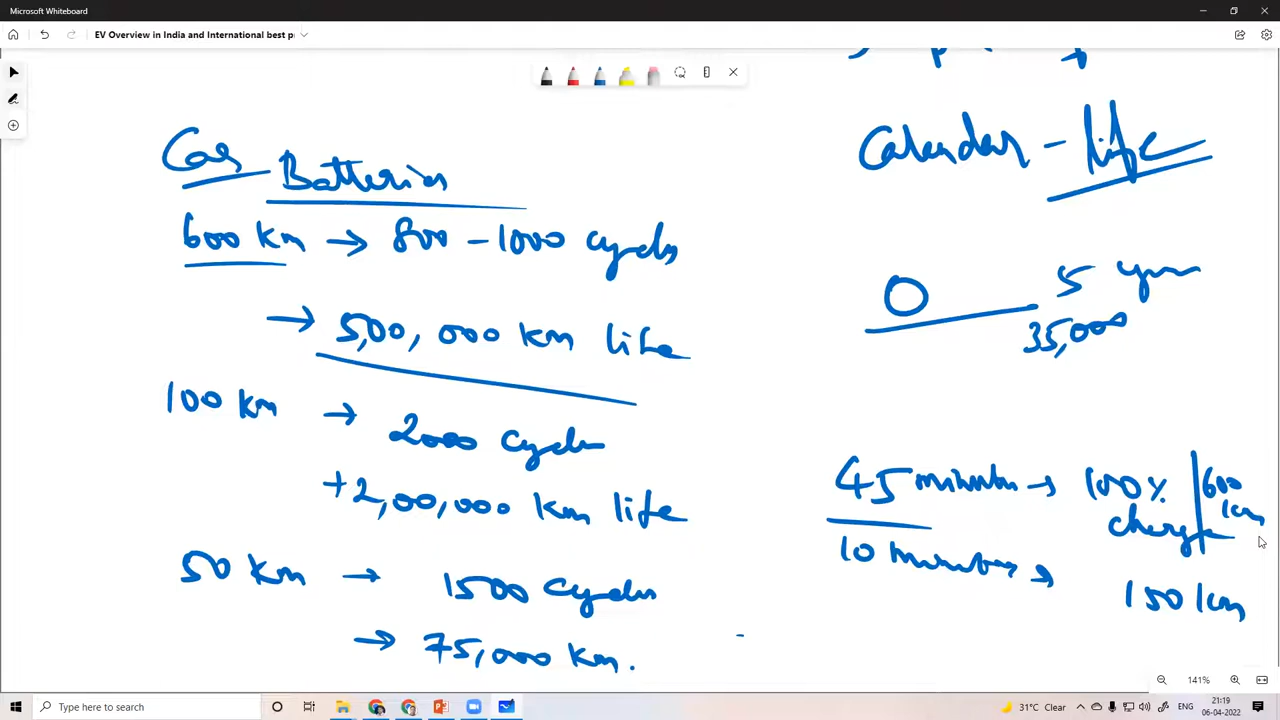 Microsoft Whiteboard
EV Overview in India and International best p
Car Batteries
600 km → 800 - 1000 cycles
→ 5,00,000 km life
100 km → 2000 cycles
→ 2,00,000 km life
50 km → 1500 cycles
→ 75,000 km.
Calendar - life
0 5 years
35,000
45 minutes → 100% charge | 600 km
10 minutes → 150 km
141%
Type here to search
31°C Clear
ENG
21:19
06-04-2022